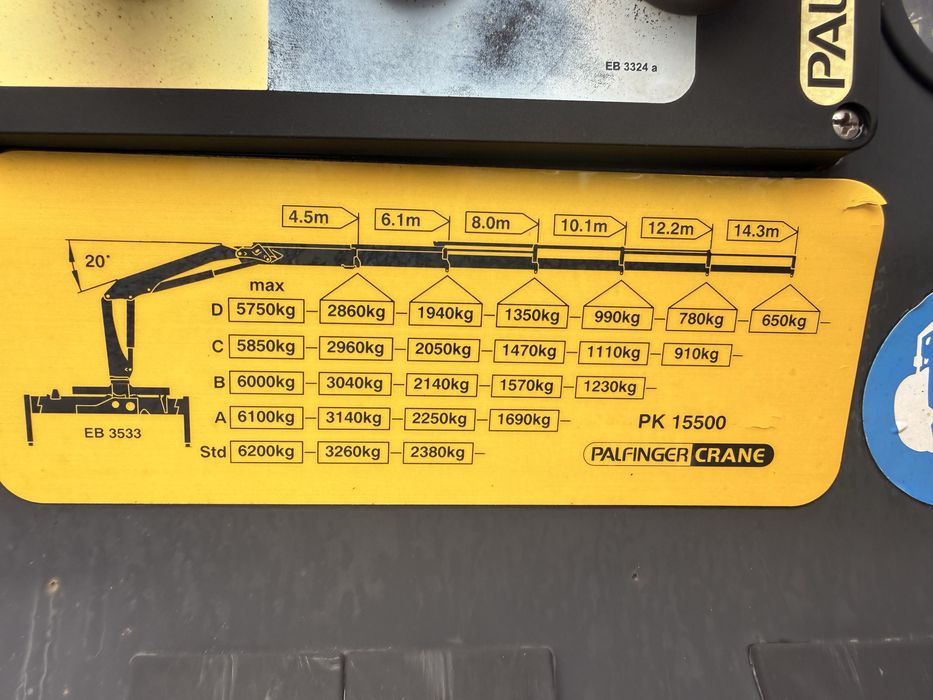 EB 3324 a
PAL
4.5m 6.1m 8.0m 10.1m 12.2m 14.3m
20°
max
D 5750kg 2860kg 1940kg 1350kg 990kg 780kg 650kg
C 5850kg 2960kg 2050kg 1470kg 1110kg 910kg
B 6000kg 3040kg 2140kg 1570kg 1230kg
A 6100kg 3140kg 2250kg 1690kg
EB 3533
PK 15500
Std 6200kg 3260kg 2380kg
PALFINGER CRANE